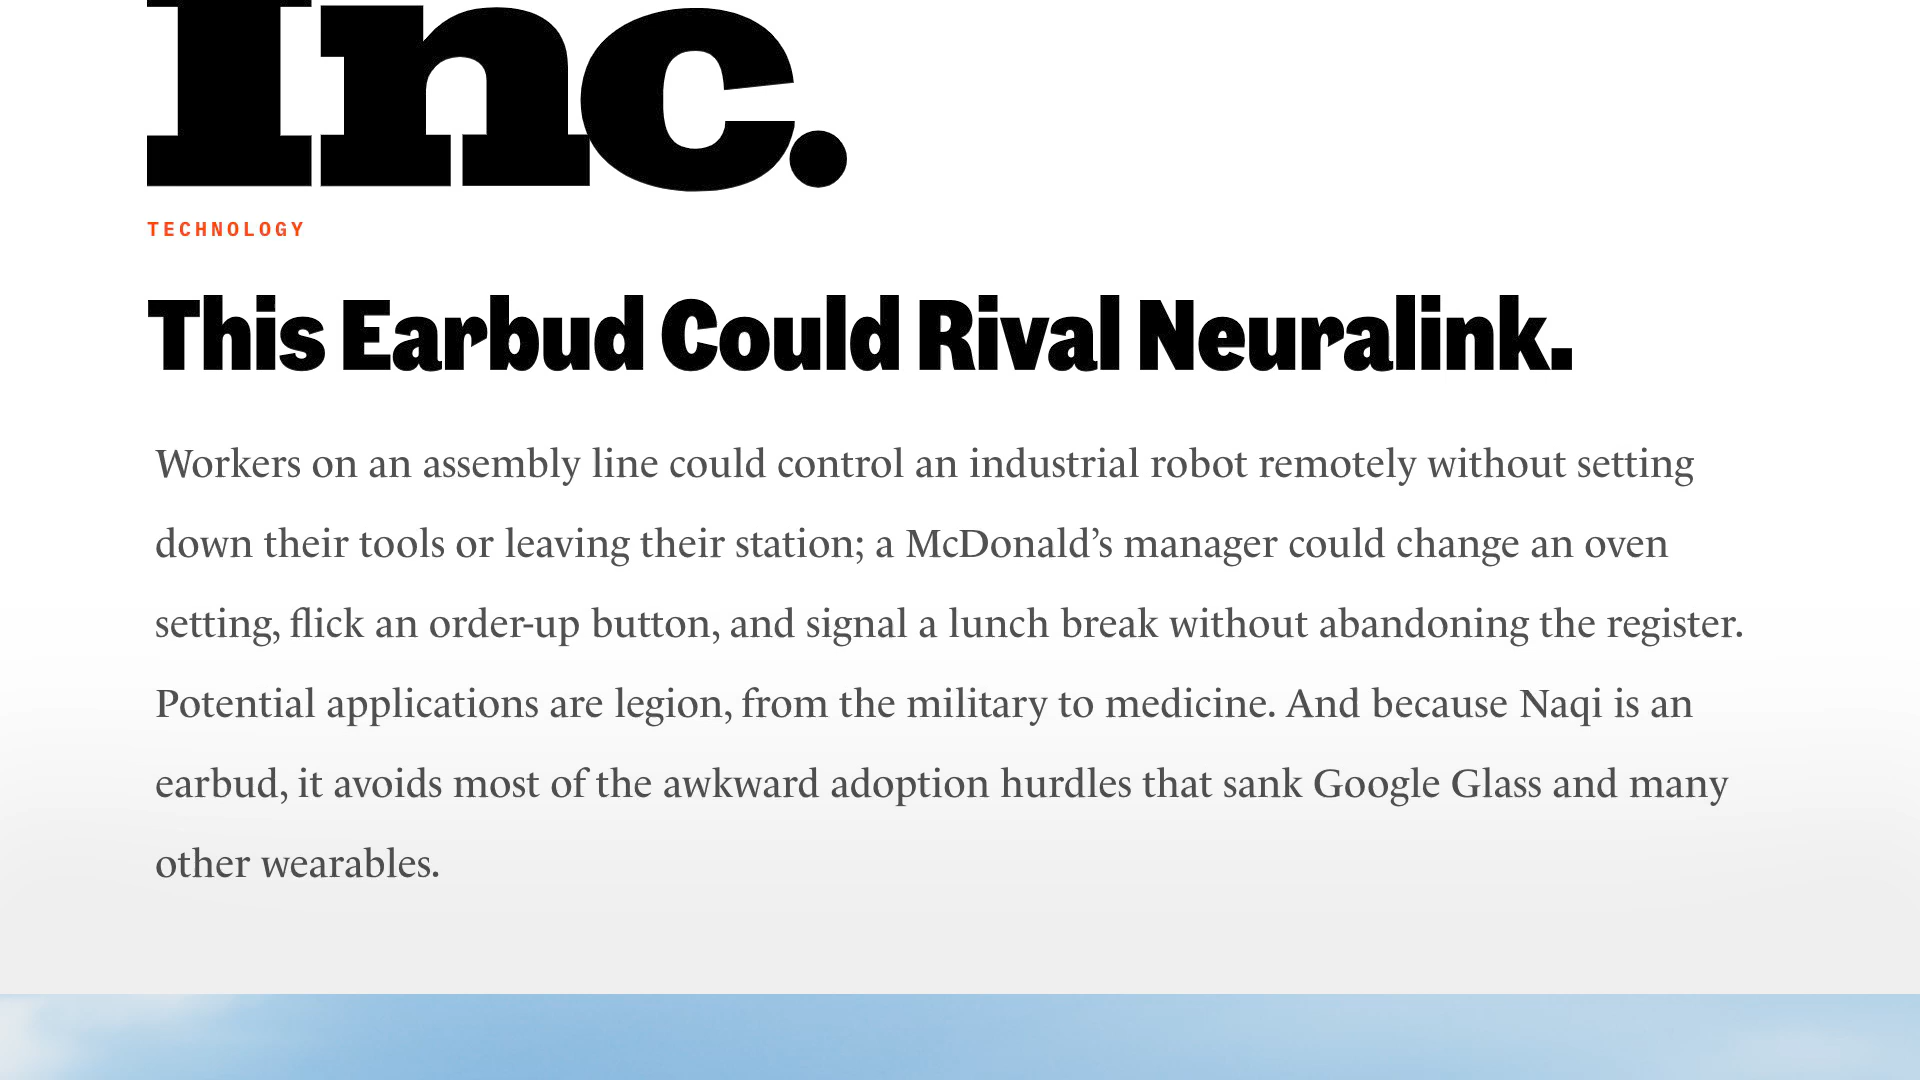 Inc.
TECHNOLOGY
This Earbud Could Rival Neuralink.
Workers on an assembly line could control an industrial robot remotely without setting
down their tools or leaving their station; a McDonald’s manager could change an oven
setting, flick an order-up button, and signal a lunch break without abandoning the register.
Potential applications are legion, from the military to medicine. And because Naqi is an
earbud, it avoids most of the awkward adoption hurdles that sank Google Glass and many
other wearables.